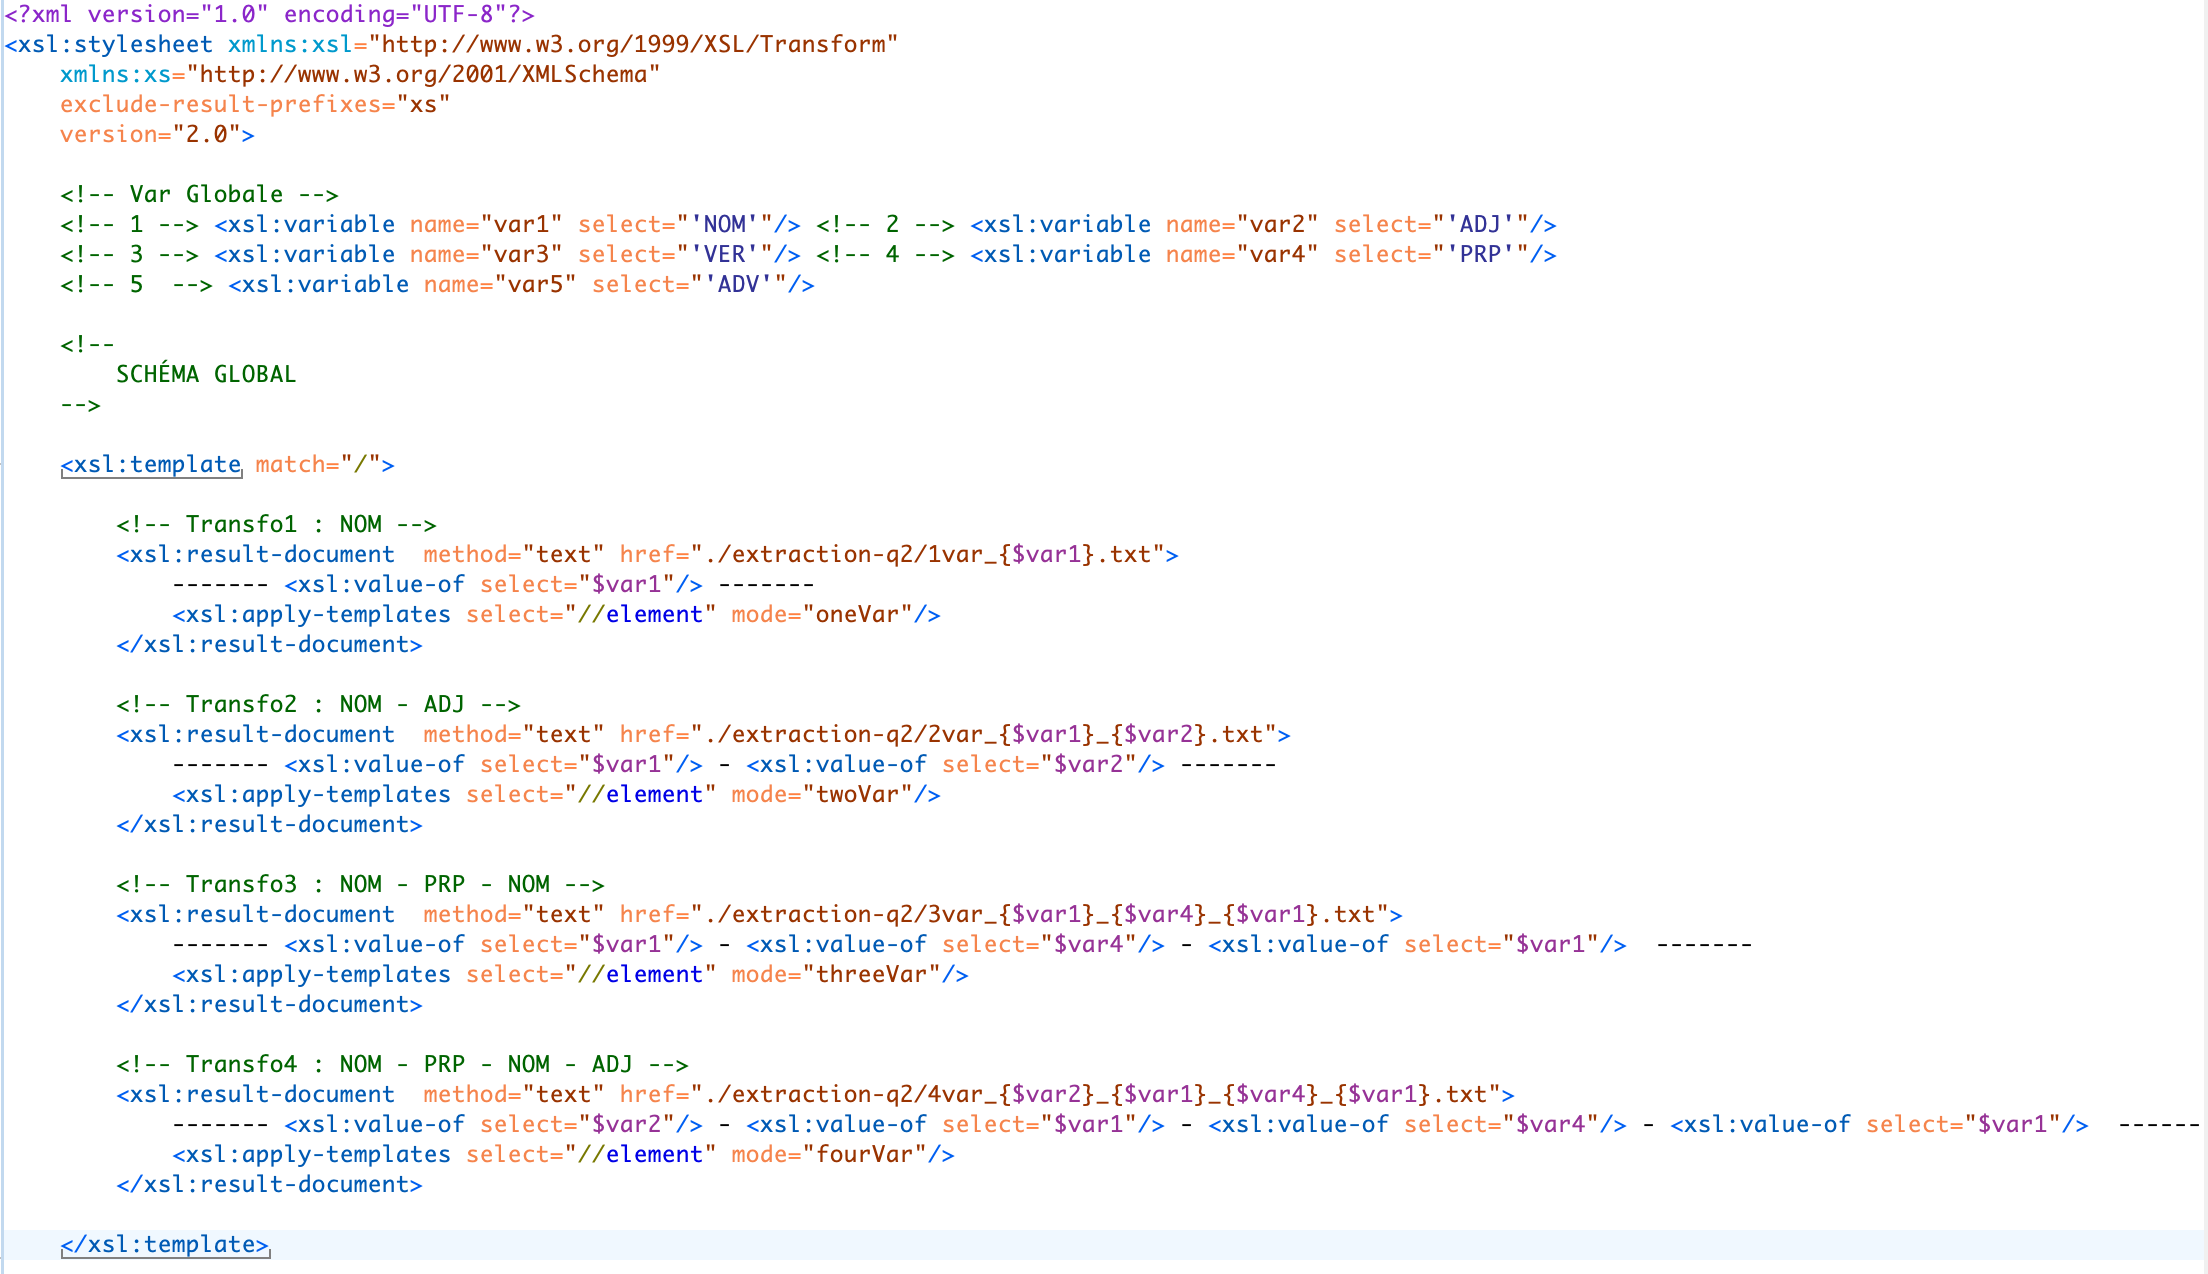 <?xml version="1.0" encoding="UTF-8"?>
<xsl:stylesheet xmlns:xsl="http://www.w3.org/1999/XSL/Transform"
    xmlns:xs="http://www.w3.org/2001/XMLSchema"
    exclude-result-prefixes="xs"
    version="2.0">

    <!-- Var Globale -->
    <!-- 1 --> <xsl:variable name="var1" select="'NOM'"/> <!-- 2 --> <xsl:variable name="var2" select="'ADJ'"/>
    <!-- 3 --> <xsl:variable name="var3" select="'VER'"/> <!-- 4 --> <xsl:variable name="var4" select="'PRP'"/>
    <!-- 5  --> <xsl:variable name="var5" select="'ADV'"/>

    <!--
        SCHÉMA GLOBAL
    -->

    <xsl:template match="/">

        <!-- Transfo1 : NOM -->
        <xsl:result-document  method="text" href="./extraction-q2/1var_{$var1}.txt">
            ------- <xsl:value-of select="$var1"/> -------
            <xsl:apply-templates select="//element" mode="oneVar"/>
        </xsl:result-document>

        <!-- Transfo2 : NOM - ADJ -->
        <xsl:result-document  method="text" href="./extraction-q2/2var_{$var1}_{$var2}.txt">
            ------- <xsl:value-of select="$var1"/> - <xsl:value-of select="$var2"/> -------
            <xsl:apply-templates select="//element" mode="twoVar"/>
        </xsl:result-document>

        <!-- Transfo3 : NOM - PRP - NOM -->
        <xsl:result-document  method="text" href="./extraction-q2/3var_{$var1}_{$var4}_{$var1}.txt">
            ------- <xsl:value-of select="$var1"/> - <xsl:value-of select="$var4"/> - <xsl:value-of select="$var1"/>  -------
            <xsl:apply-templates select="//element" mode="threeVar"/>
        </xsl:result-document>

        <!-- Transfo4 : NOM - PRP - NOM - ADJ -->
        <xsl:result-document  method="text" href="./extraction-q2/4var_{$var2}_{$var1}_{$var4}_{$var1}.txt">
            ------- <xsl:value-of select="$var2"/> - <xsl:value-of select="$var1"/> - <xsl:value-of select="$var4"/> - <xsl:value-of select="$var1"/>  ------
            <xsl:apply-templates select="//element" mode="fourVar"/>
        </xsl:result-document>

    </xsl:template>